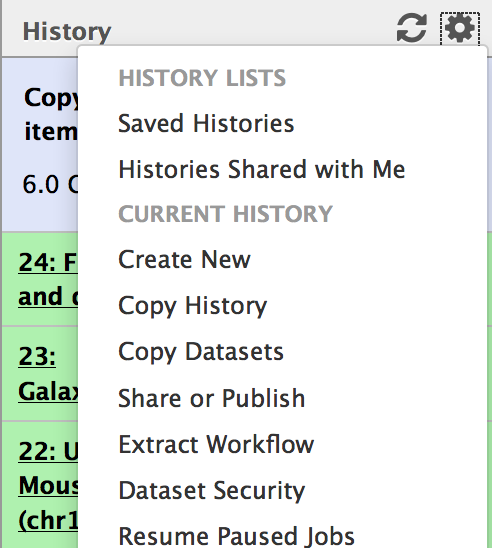 History
HISTORY LISTS
Saved Histories
Histories Shared with Me
CURRENT HISTORY
Create New
Copy History
Copy Datasets
Share or Publish
Extract Workflow
Dataset Security
Resume Paused Jobs
Copy
item
6.0
24: F
and
23:
Galax
22: U
Mous
(chr1